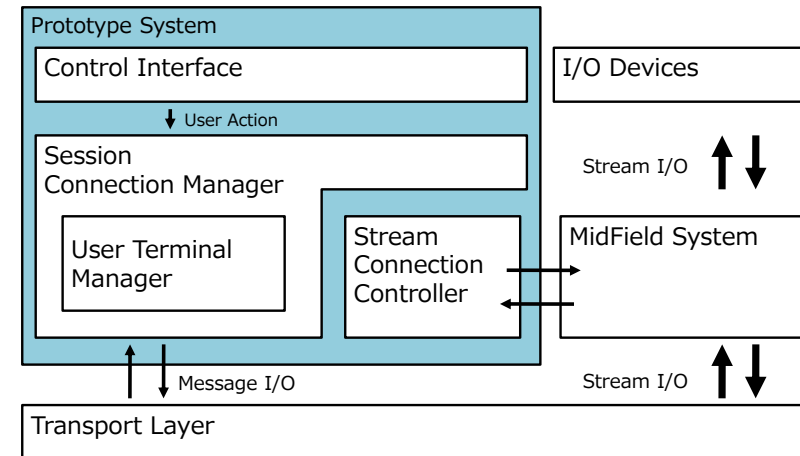 Prototype System
Control Interface
I/O Devices
User Action
Session
Connection Manager
Stream I/O
User Terminal
Manager
Stream
Connection
Controller
MidField System
Message I/O
Stream I/O
Transport Layer